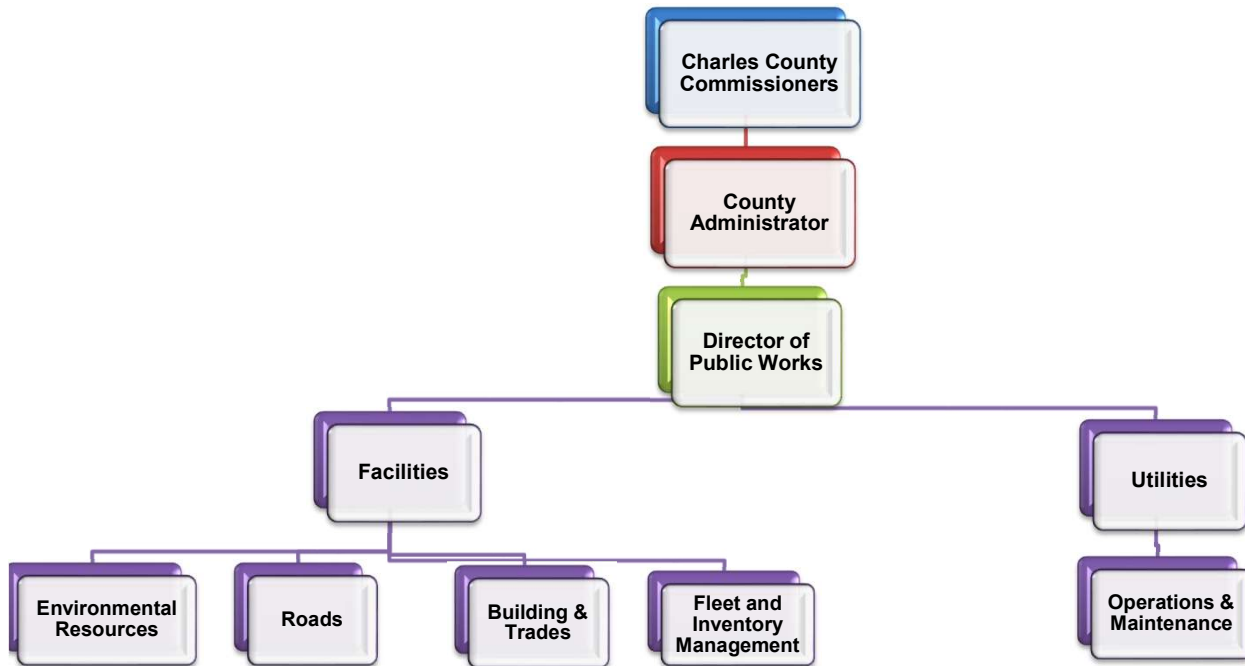 Charles County
Commissioners
County
Administrator
Director of
Public Works
Facilities
Utilities
Environmental
Resources
Roads
Building &
Trades
Fleet and
Inventory
Management
Operations &
Maintenance